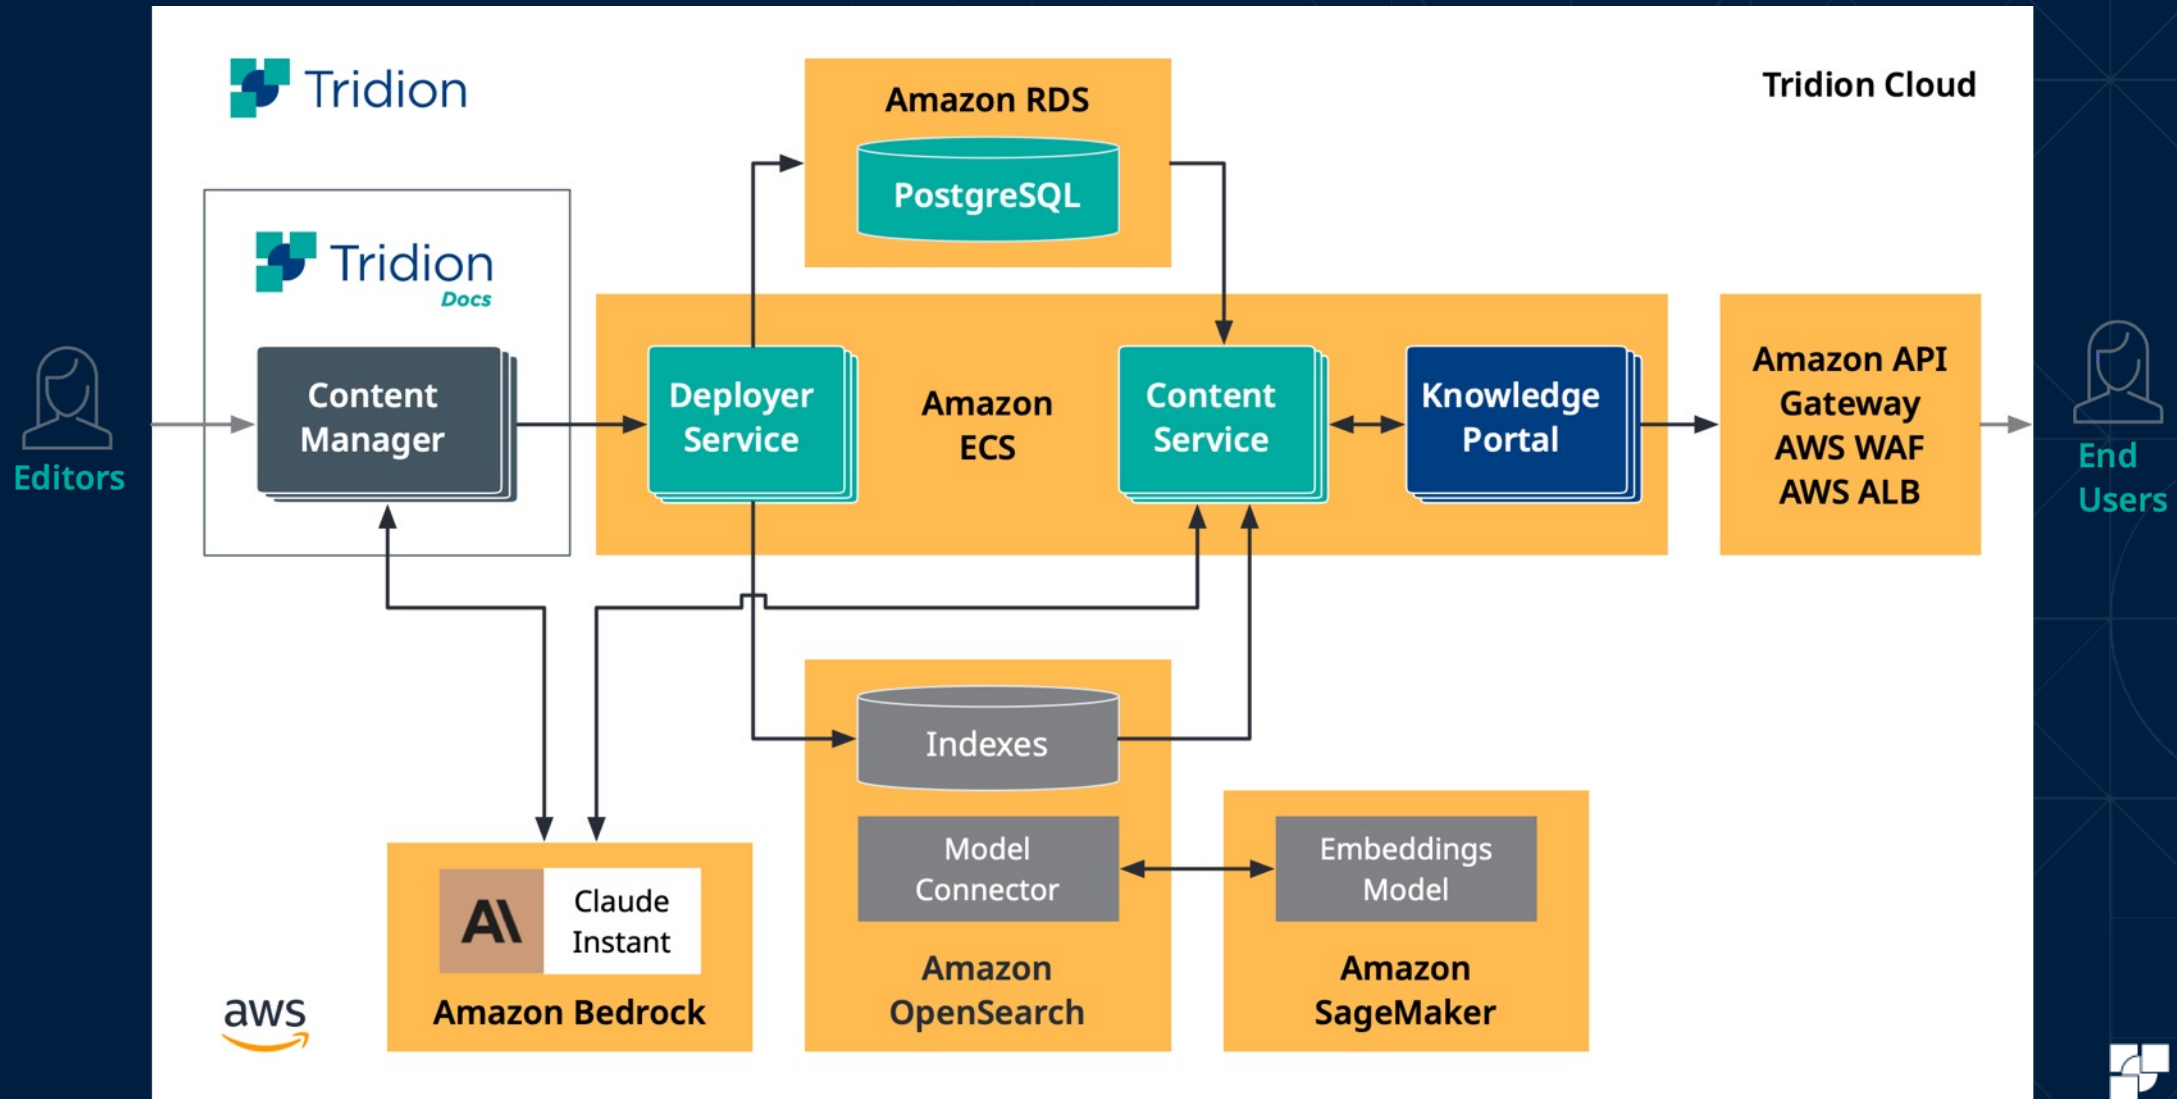 Tridion
Tridion Cloud
Amazon RDS
PostgreSQL
Tridion
Docs
Editors
Content
Manager
Deployer
Service
Amazon
ECS
Content
Service
Knowledge
Portal
Amazon API
Gateway
AWS WAF
AWS ALB
End
Users
Indexes
Model
Connector
Amazon
OpenSearch
Embeddings
Model
Amazon
SageMaker
A\
Claude
Instant
Amazon Bedrock
aws